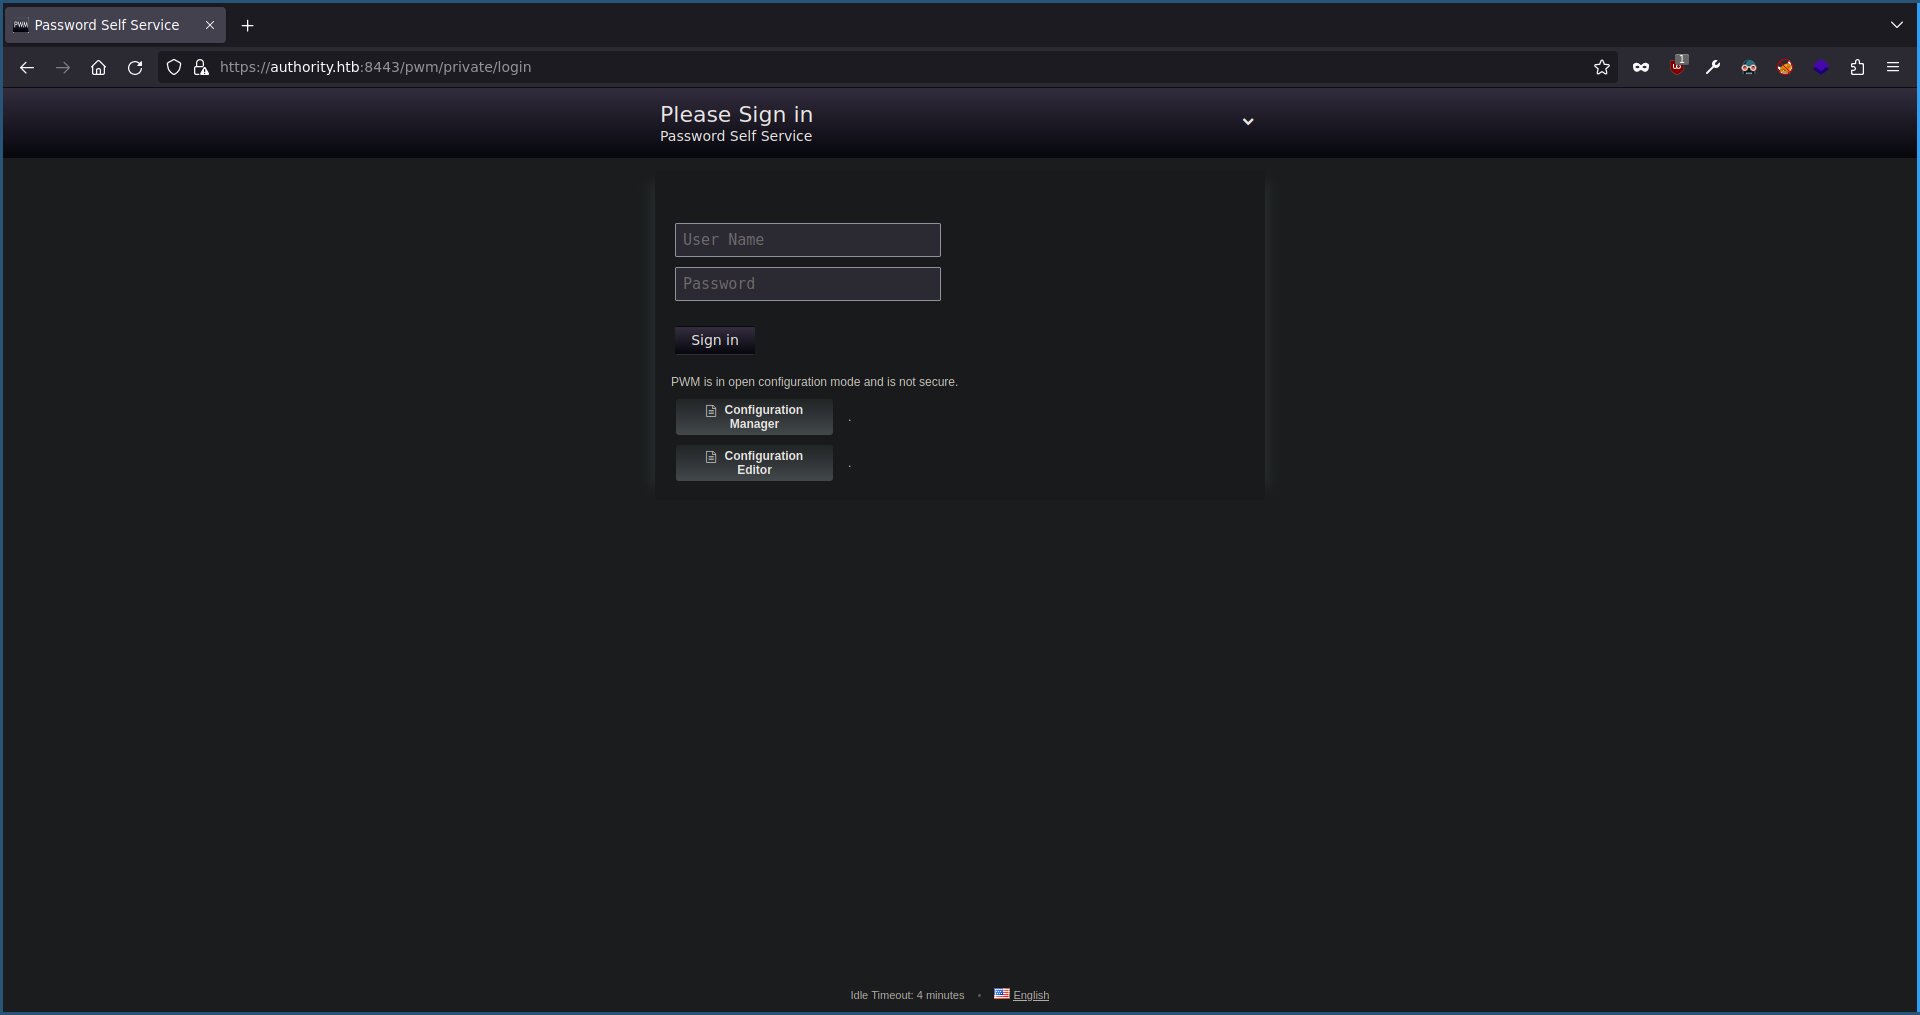 PWM Password Self Service
https://authority.htb:8443/pwm/private/login
1
Please Sign in
Password Self Service
User Name
Password
Sign in
PWM is in open configuration mode and is not secure.
Configuration
Manager
.
Configuration
Editor
.
Idle Timeout: 4 minutes • English